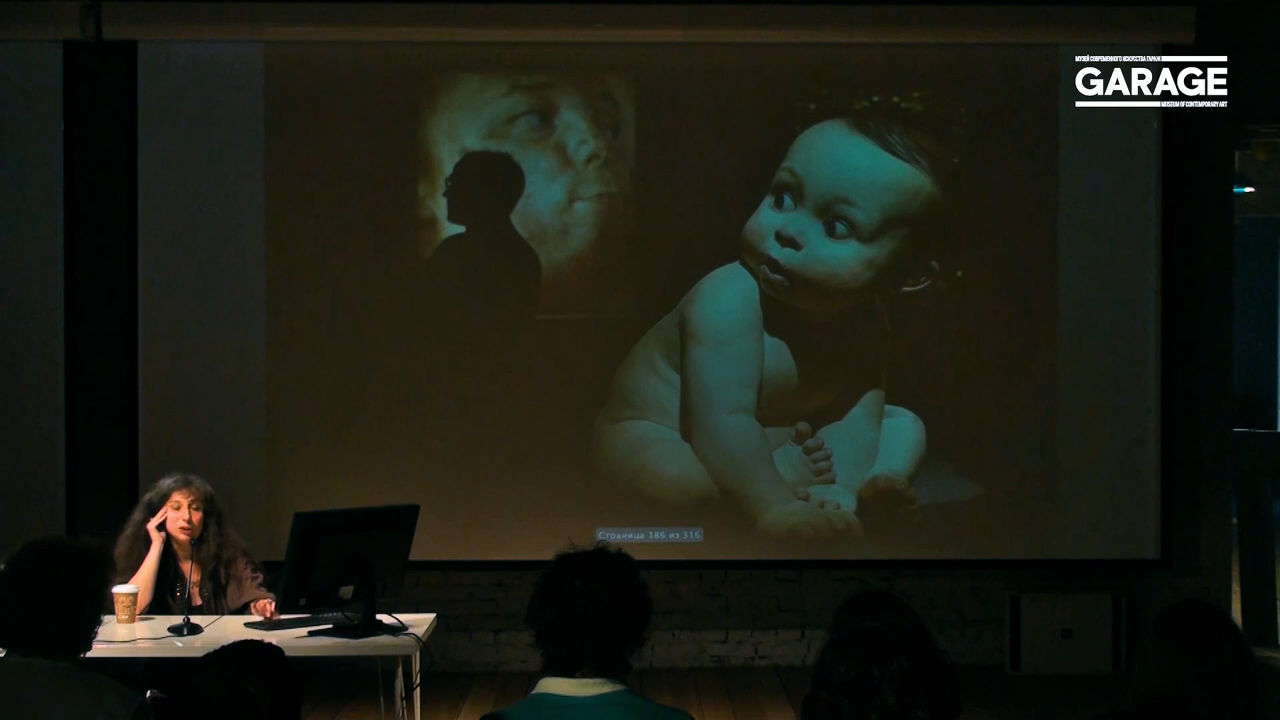 МУЗЕЙ СОВРЕМЕННОГО ИСКУССТВА ГАРАЖ
GARAGE
MUSEUM OF CONTEMPORARY ART
Страница 186 из 316